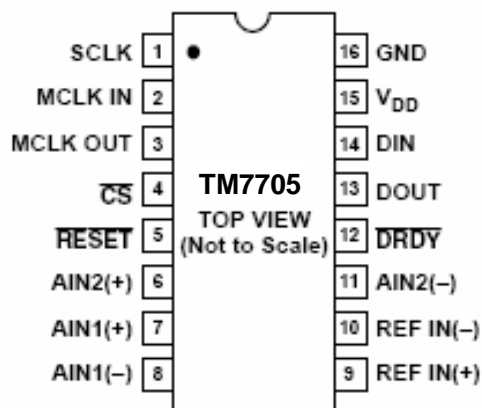 SCLK 1 16 GND
MCLK IN 2 15 VDD
MCLK OUT 3 14 DIN
CS 4 TM7705 13 DOUT
TOP VIEW
RESET 5 (Not to Scale) 12 DRDY
AIN2(+) 6 11 AIN2(–)
AIN1(+) 7 10 REF IN(–)
AIN1(–) 8 9 REF IN(+)